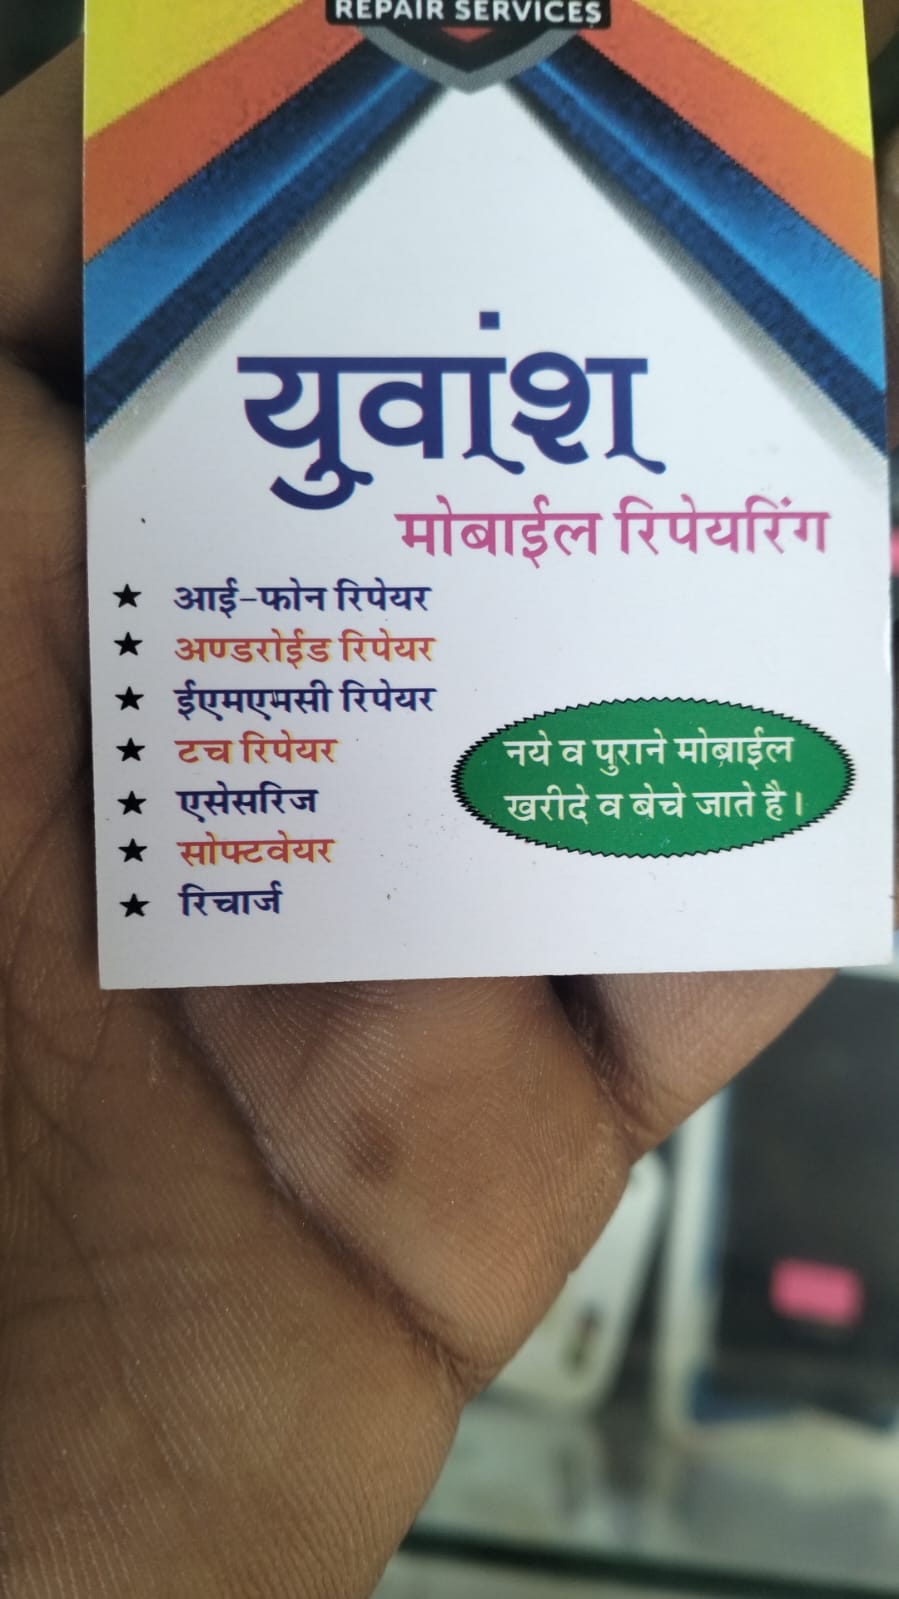 REPAIR SERVICES
युवांश
मोबाईल रिपेयरिंग
★ आई-फोन रिपेयर
★ अण्डरोईड रिपेयर
★ ईएमएमसी रिपेयर
★ टच रिपेयर
★ एसेसरिज
★ सोफ्टवेयर
★ रिचार्ज
नये व पुराने मोबाईल
खरीदे व बेचे जाते है।